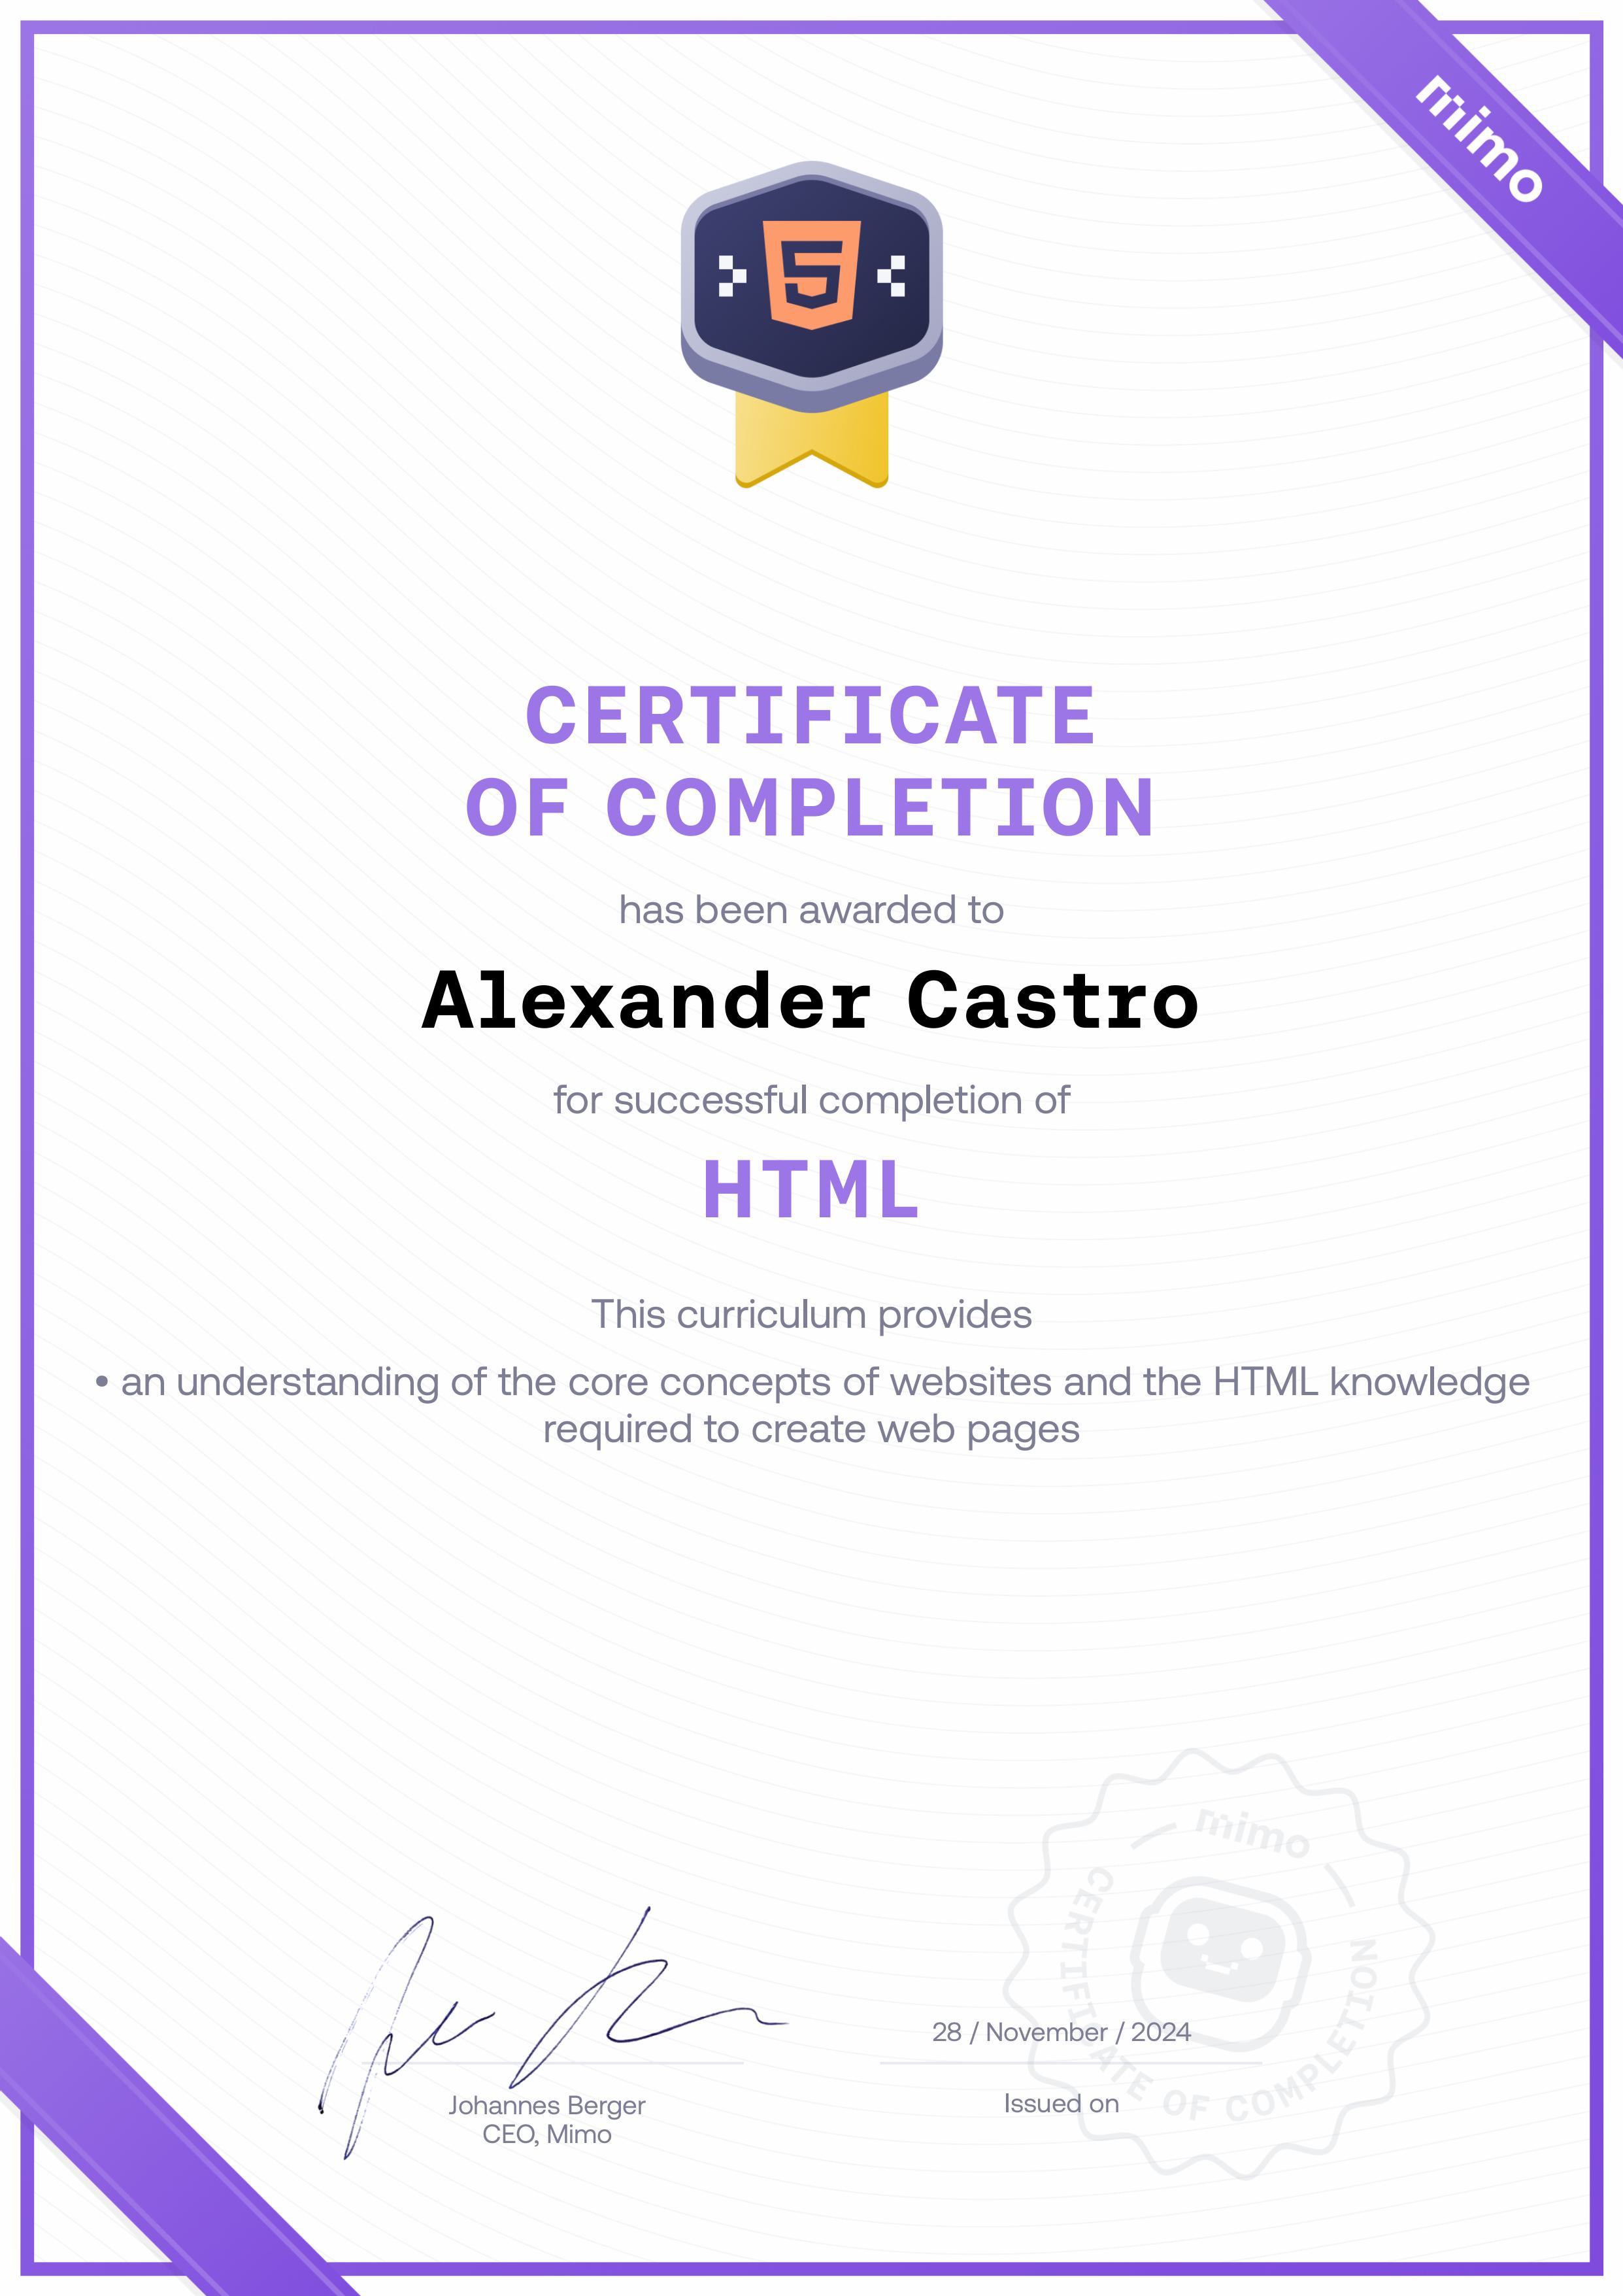 mimo
CERTIFICATE
OF COMPLETION
has been awarded to
Alexander Castro
for successful completion of
HTML
This curriculum provides
• an understanding of the core concepts of websites and the HTML knowledge
required to create web pages
mimo
CERTIFICATE OF COMPLETION
28 / November / 2024
Issued on
Johannes Berger
CEO, Mimo